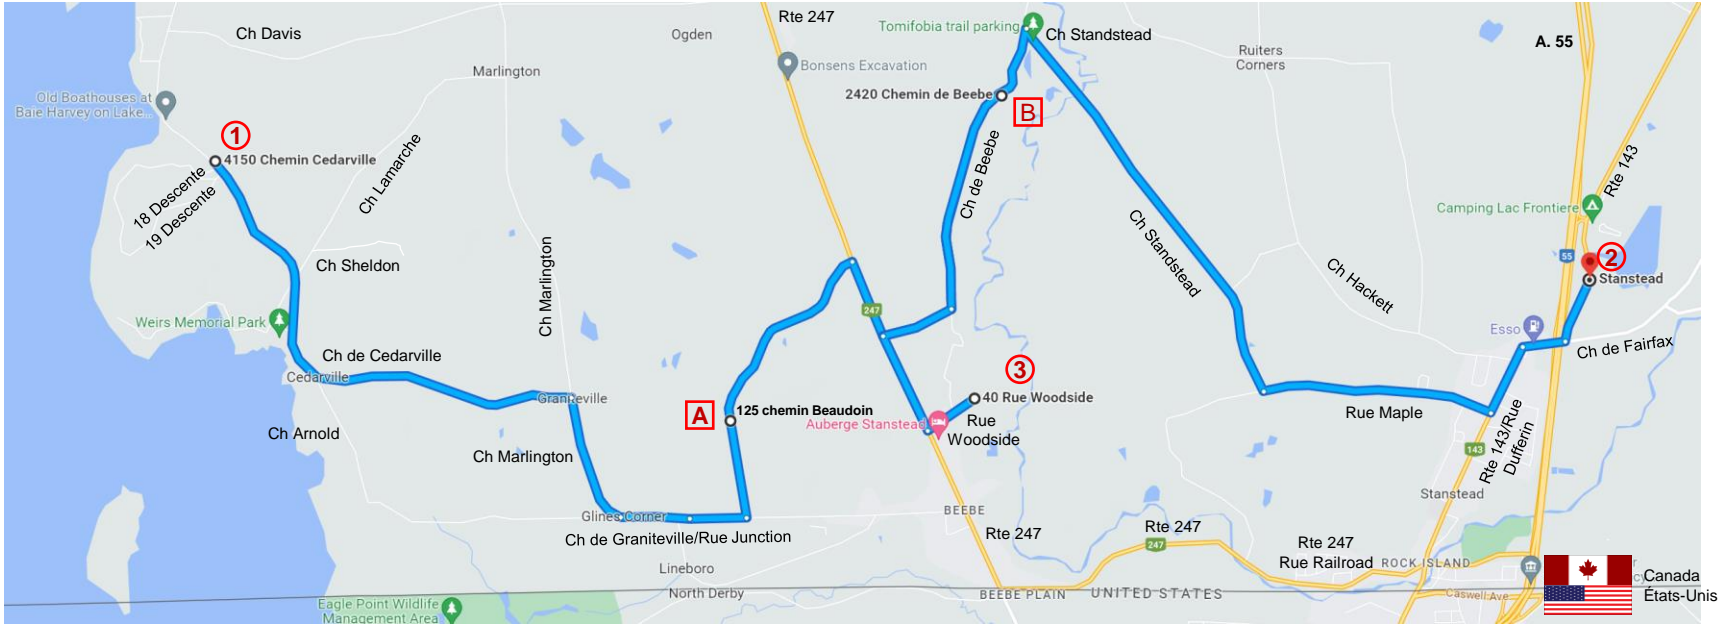 Rte 247
Ch Davis
Ogden
Tomifobia trail parking
Ch Standstead
A. 55
Ruiters
Corners
Marlington
Bonsens Excavation
Old Boathouses at
Baie Harvey on Lake...
2420 Chemin de Beebe
B
1
4150 Chemin Cedarville
18 Descente
19 Descente
Ch Lamarche
Ch de Beebe
Rte 143
Camping Lac Frontiere
Ch Standstead
55
2
Stanstead
Ch Sheldon
Ch Marlington
Ch Hackett
247
Weirs Memorial Park
Esso
Ch de Fairfax
Ch de Cedarville
Cedarville
3
40 Rue Woodside
Graniteville
A
125 chemin Beaudoin
Auberge Stanstead
Rue
Woodside
Rue Maple
Ch Arnold
Ch Marlington
143
Rte 143/Rue
Dufferin
Stanstead
Glines Corner
BEEBE
Ch de Graniteville/Rue Junction
Rte 247
Rte 247
247
Rte 247
Rue Railroad
ROCK ISLAND
Lineboro
North Derby
BEEBE PLAIN
UNITED STATES
Caswell Ave
Canada
États-Unis
Eagle Point Wildlife
Management Area